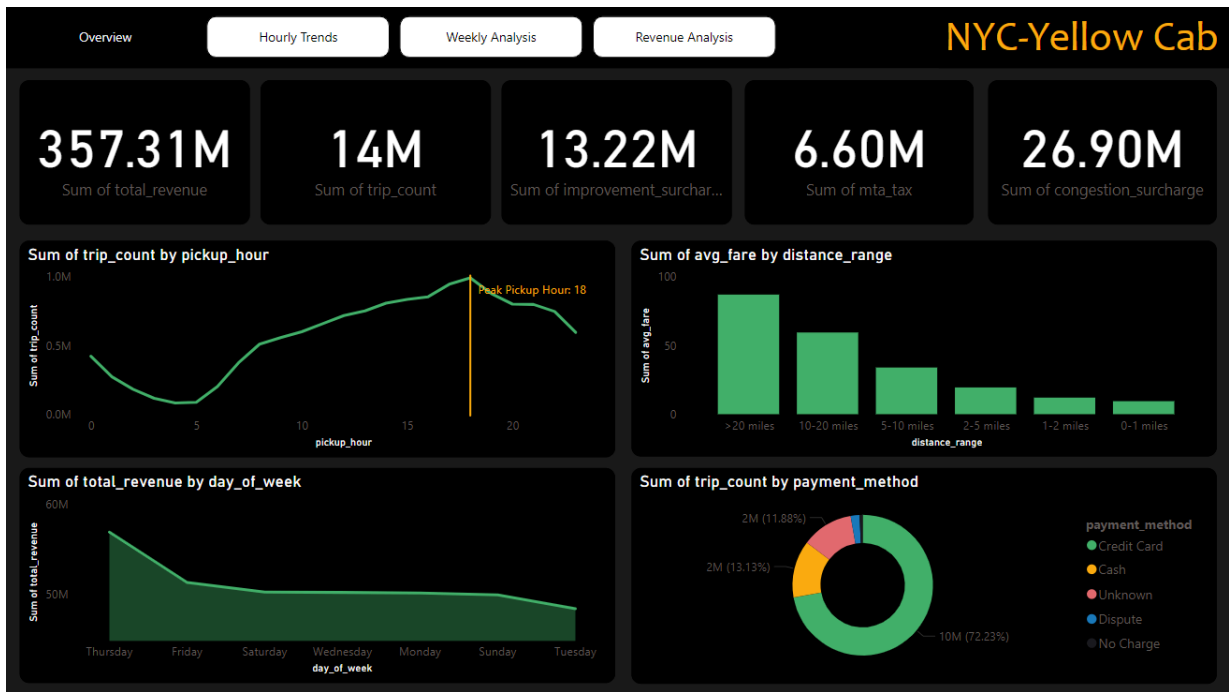 Overview
Hourly Trends
Weekly Analysis
Revenue Analysis
NYC-Yellow Cab
357.31M
Sum of total_revenue
14M
Sum of trip_count
13.22M
Sum of improvement_surchar...
6.60M
Sum of mta_tax
26.90M
Sum of congestion_surcharge
Sum of trip_count by pickup_hour
1.0M
0.5M
0.0M
Sum of trip_count
Peak Pickup Hour: 18
0 5 10 15 20
pickup_hour
Sum of avg_fare by distance_range
100
50
0
Sum of avg_fare
>20 miles 10-20 miles 5-10 miles 2-5 miles 1-2 miles 0-1 miles
distance_range
Sum of total_revenue by day_of_week
60M
50M
Sum of total_revenue
Thursday Friday Saturday Wednesday Monday Sunday Tuesday
day_of_week
Sum of trip_count by payment_method
2M (11.88%)
2M (13.13%)
10M (72.23%)
payment_method
Credit Card
Cash
Unknown
Dispute
No Charge